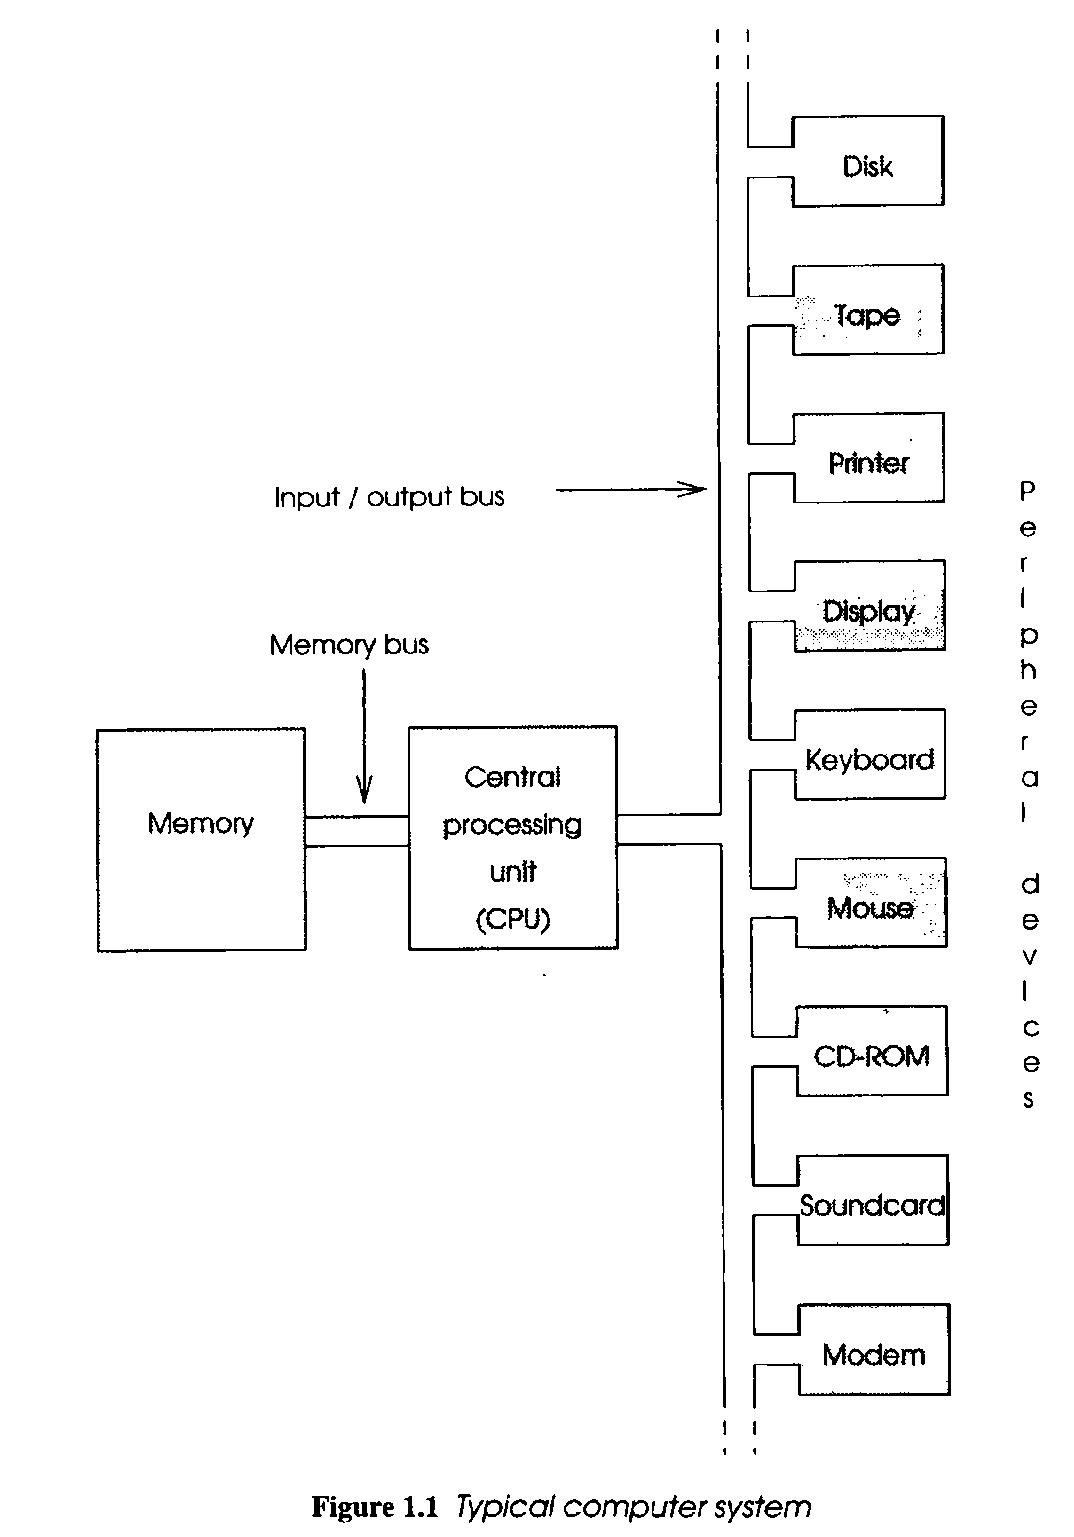 Disk
Tape
Printer
Input / output bus
Peripheral devices
Display
Memory bus
Keyboard
Memory
Central
processing
unit
(CPU)
Mouse
CD-ROM
Soundcard
Modem
Figure 1.1 Typical computer system